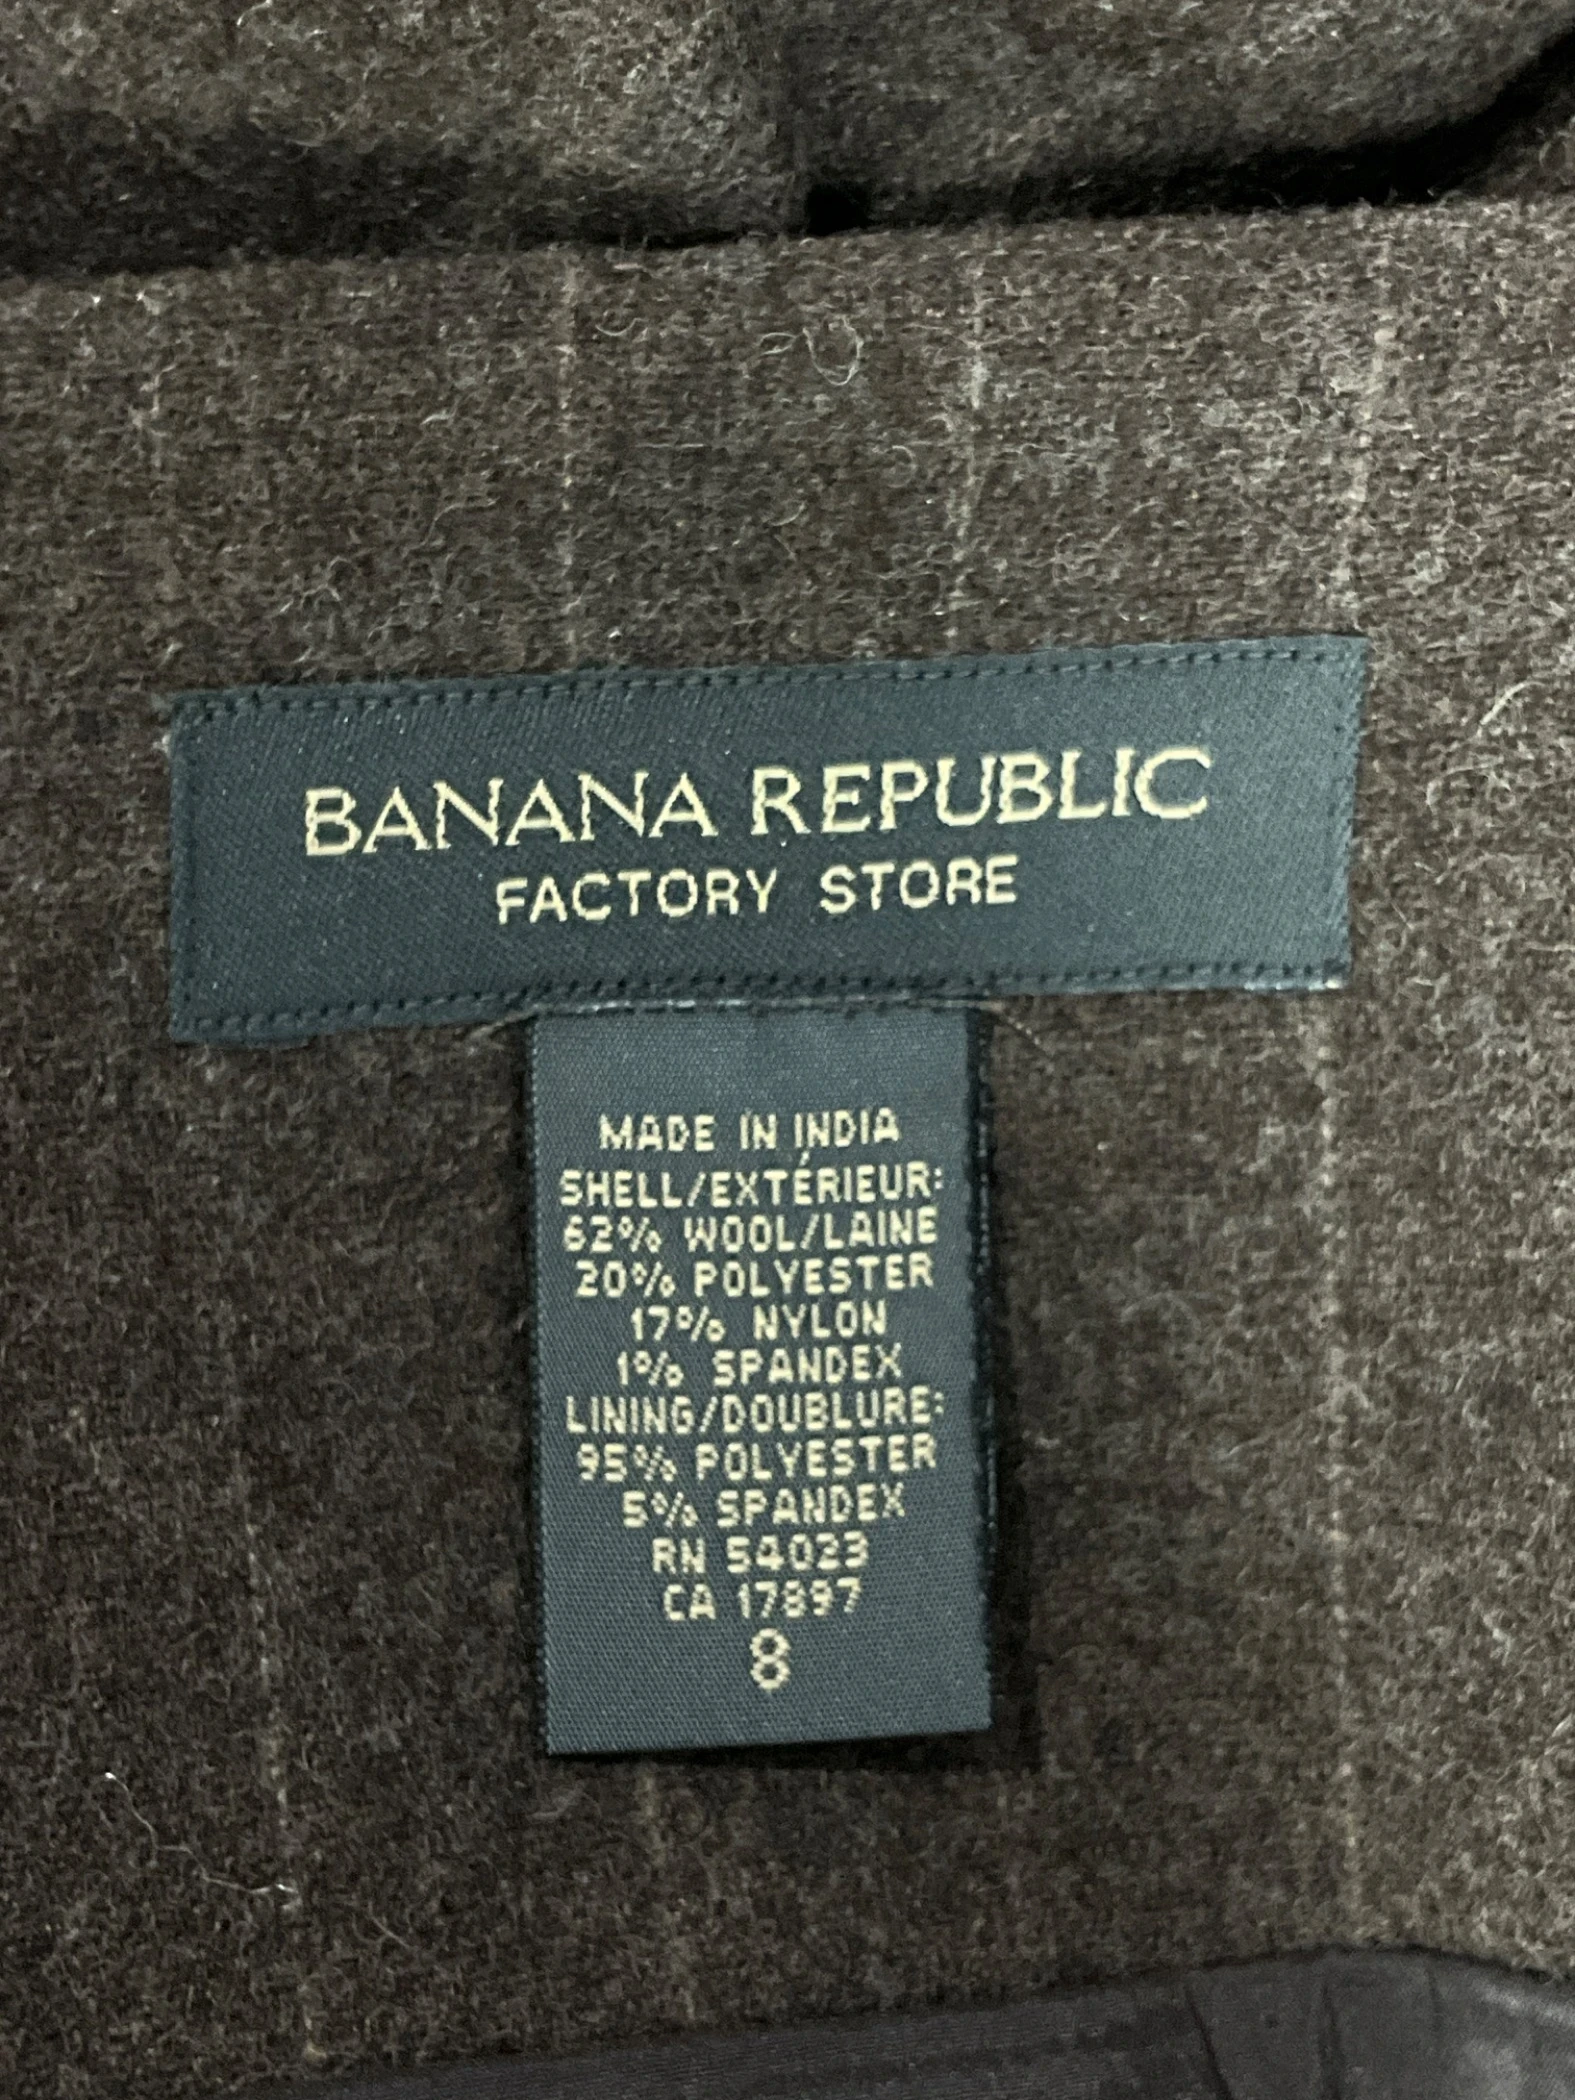 BANANA REPUBLIC
FACTORY STORE
MADE IN INDIA
SHELL/EXTÉRIEUR:
62% WOOL/LAINE
20% POLYESTER
17% NYLON
1% SPANDEX
LINING/DOUBLURE:
95% POLYESTER
5% SPANDEX
RN 54023
CA 17897
8